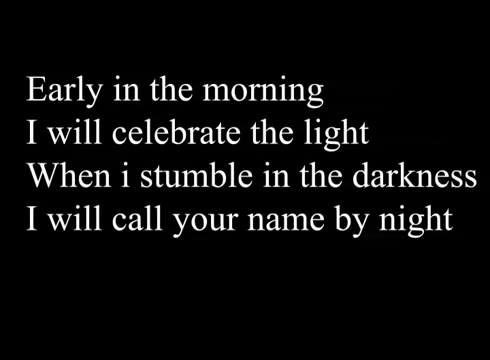 Early in the morning
I will celebrate the light
When i stumble in the darkness
I will call your name by night